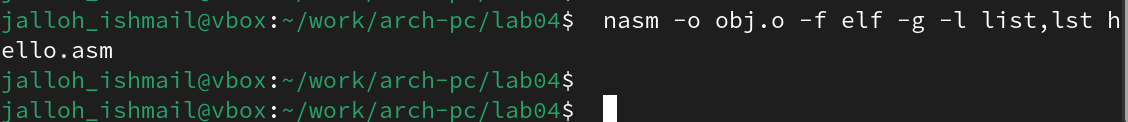 jalloh_ishmail@vbox:~/work/arch-pc/lab04$  nasm -o obj.o -f elf -g -l list,lst h
ello.asm
jalloh_ishmail@vbox:~/work/arch-pc/lab04$
jalloh_ishmail@vbox:~/work/arch-pc/lab04$